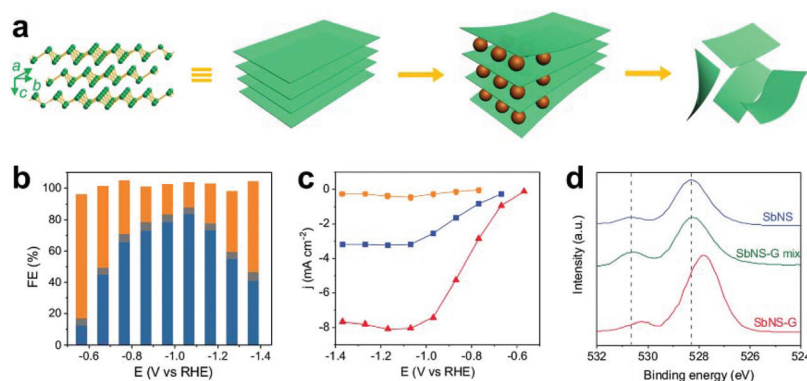 a
a
b
c
b
c
d
100
80
60
40
20
0
FE (%)
-0.6 -0.8 -1.0 -1.2 -1.4
E (V vs RHE)
0
-2
-4
-6
-8
j (mA cm⁻²)
-1.4 -1.2 -1.0 -0.8 -0.6
E (V vs RHE)
SbNS
SbNS-G mix
SbNS-G
Intensity (a.u.)
532 530 528 526 524
Binding energy (eV)